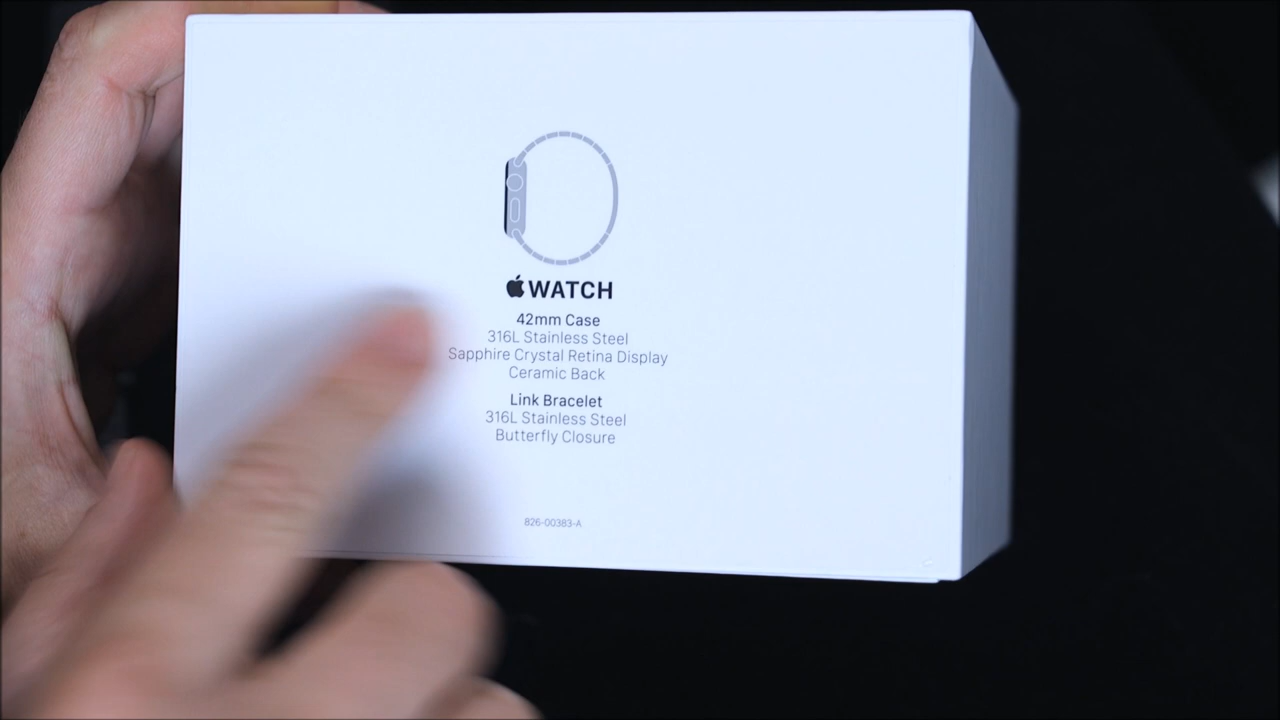 WATCH
42mm Case
316L Stainless Steel
Sapphire Crystal Retina Display
Ceramic Back
Link Bracelet
316L Stainless Steel
Butterfly Closure
826-00383-A